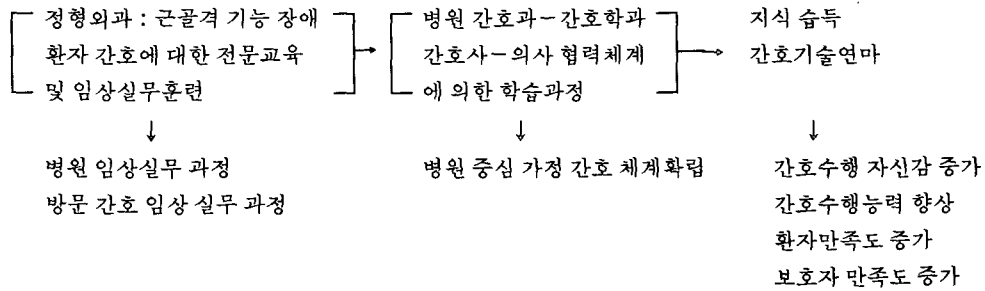 정형외과 : 근골격 기능 장애
환자 간호에 대한 전문교육
및 임상실무훈련
병원 간호과-간호학과
간호사-의사 협력체계
에 의한 학습과정
지식 습득
간호기술연마
병원 임상실무 과정
방문 간호 임상 실무 과정
병원 중심 가정 간호 체계확립
간호수행 자신감 증가
간호수행능력 향상
환자만족도 증가
보호자 만족도 증가